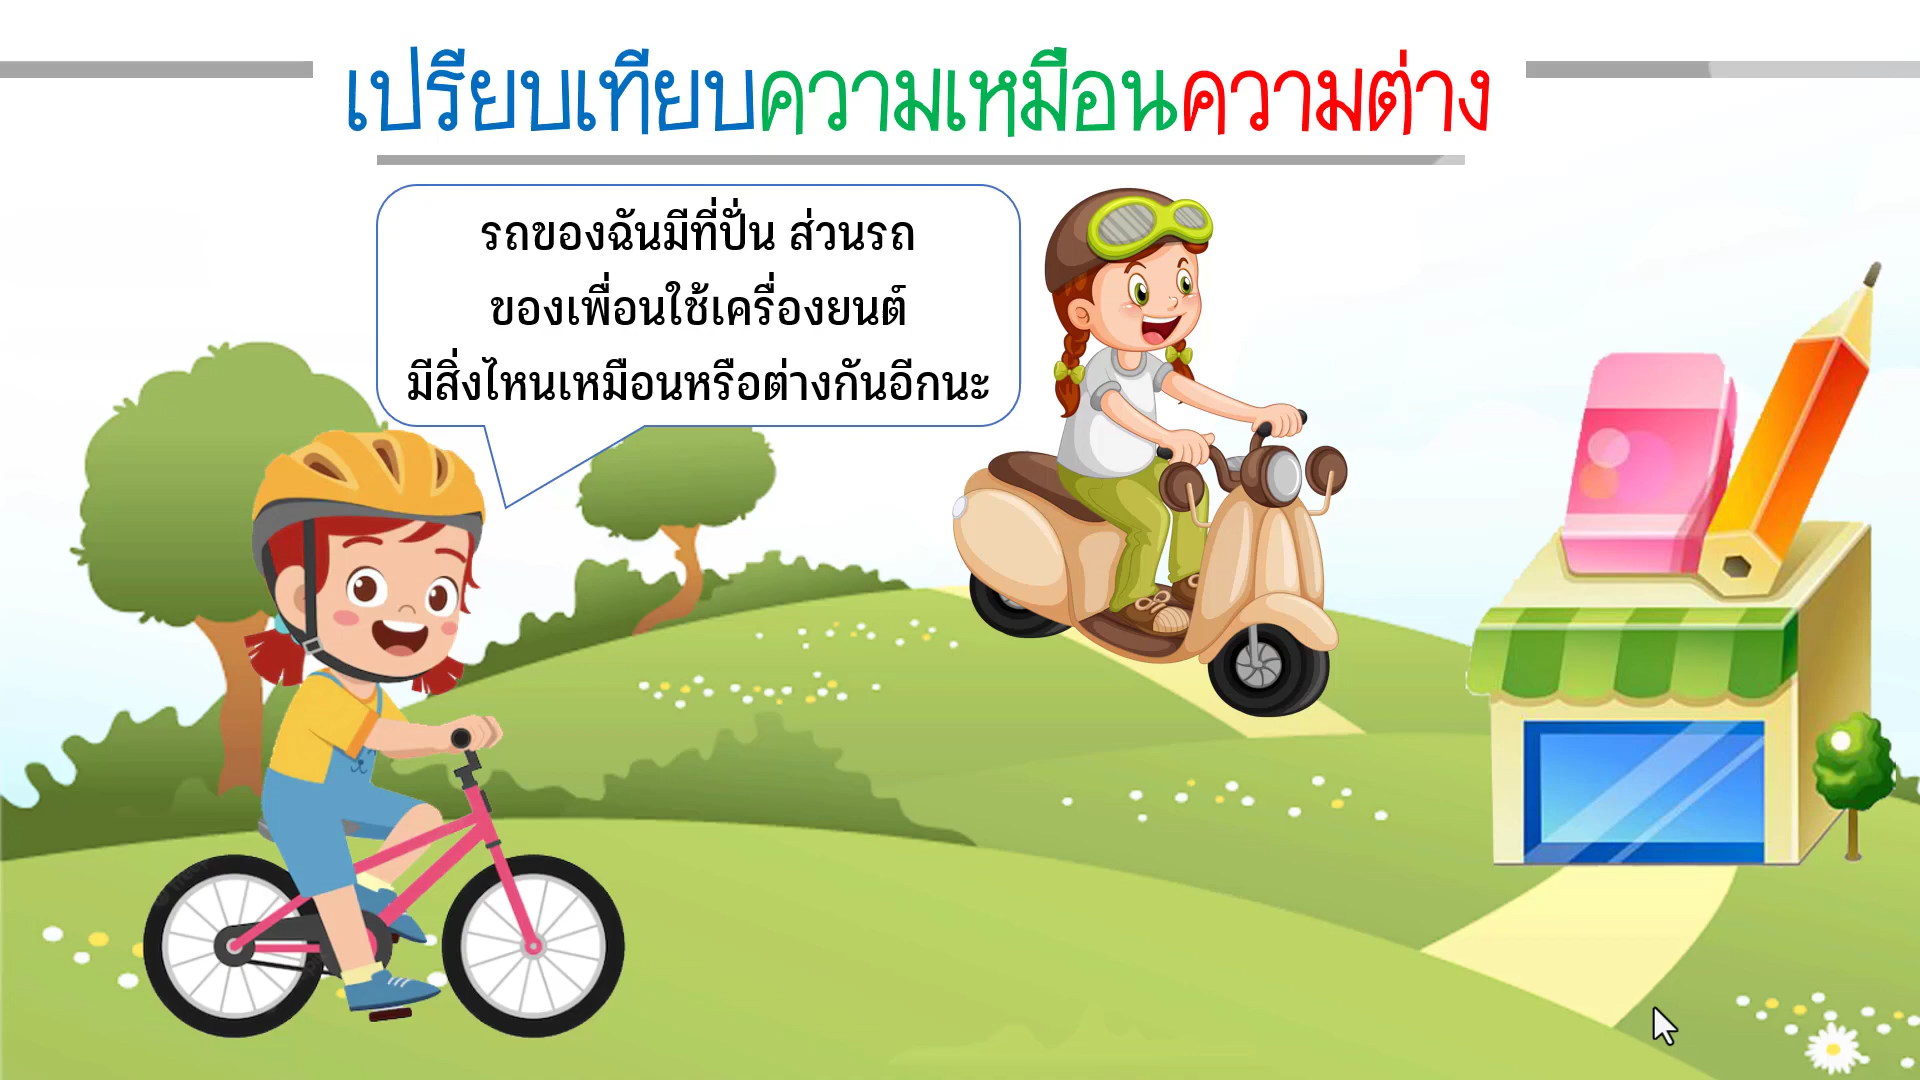 เปรียบเทียบความเหมือนความต่าง
รถของฉันมีที่ปั่น ส่วนรถ
ของเพื่อนใช้เครื่องยนต์
มีสิ่งไหนเหมือนหรือต่างกันอีกนะ